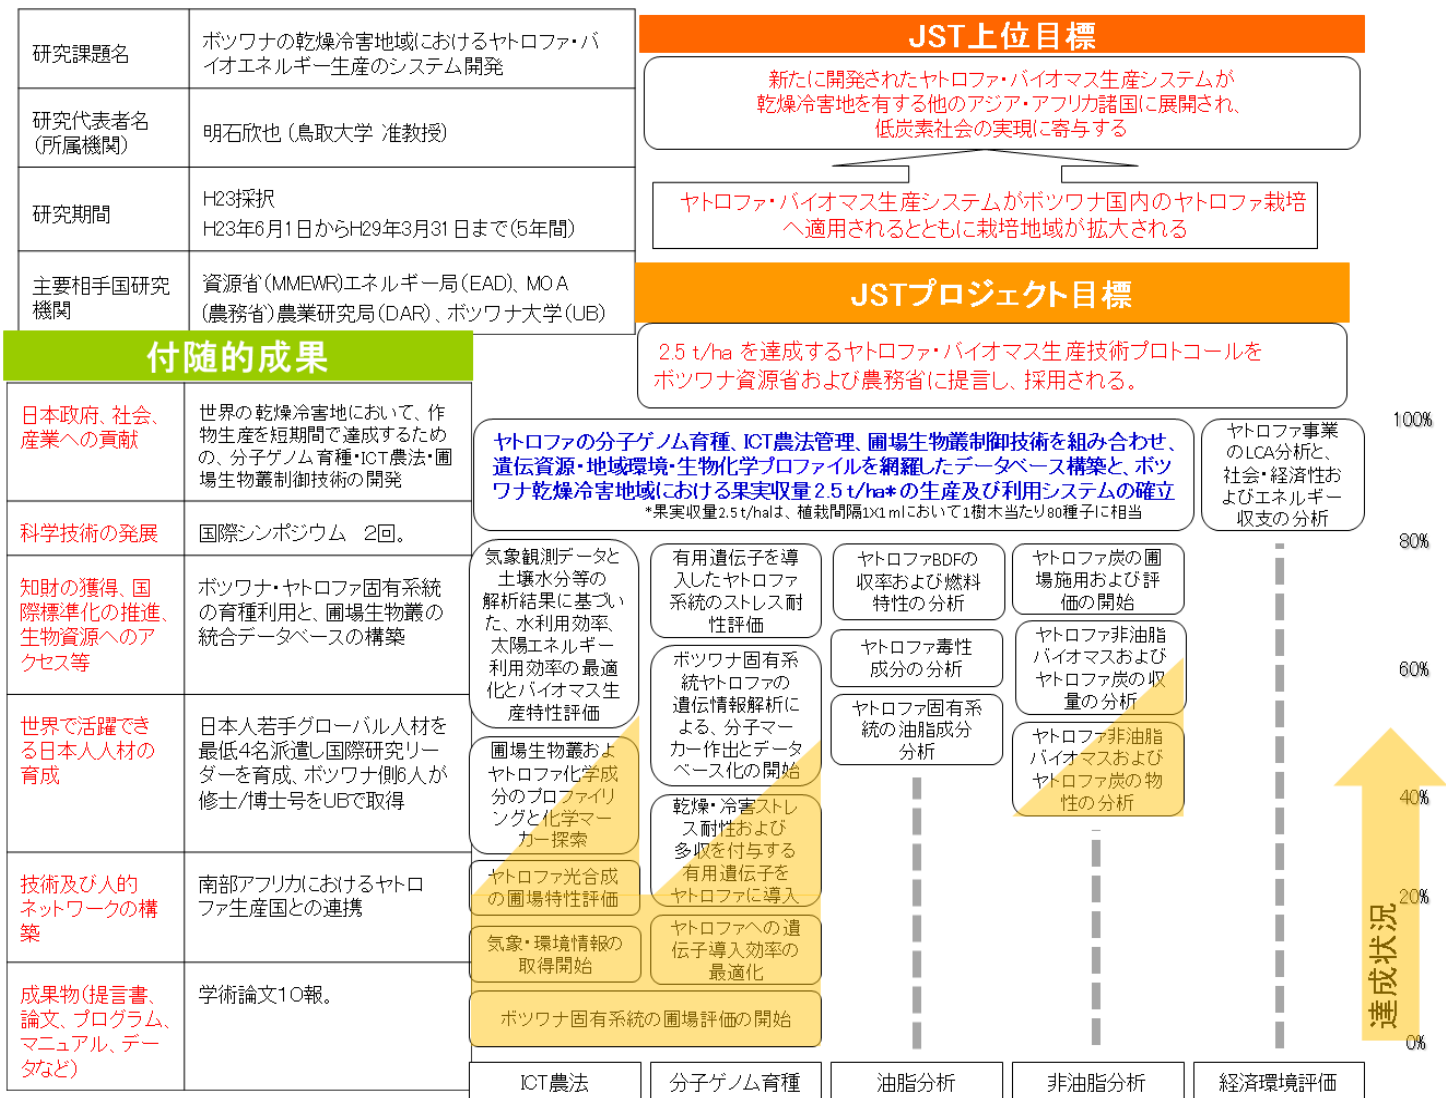 研究課題名
ボツワナの乾燥冷害地域におけるヤトロファ・バ
イオエネルギー生産のシステム開発
研究代表者名
(所属機関)
明石欣也 (鳥取大学 准教授)
研究期間
H23採択
H23年6月1日からH29年3月31日まで(5年間)
主要相手国研究
機関
資源省(MMEWR)エネルギー局(EAD)、MOA
(農務省)農業研究局(DAR)、ボツワナ大学(UB)
JST上位目標
新たに開発されたヤトロファ・バイオマス生産システムが
乾燥冷害地を有する他のアジア・アフリカ諸国に展開され、
低炭素社会の実現に寄与する
ヤトロファ・バイオマス生産システムがボツワナ国内のヤトロファ栽培
へ適用されるとともに栽培地域が拡大される
JSTプロジェクト目標
2.5 t/ha を達成するヤトロファ・バイオマス生産技術プロトコールを
ボツワナ資源省および農務省に提言し、採用される。
付随的成果
日本政府、社会、
産業への貢献
世界の乾燥冷害地において、作
物生産を短期間で達成するため
の、分子ゲノム育種・ICT農法・圃
場生物叢制御技術の開発
科学技術の発展
国際シンポジウム 2回。
知財の獲得、国
際標準化の推進、
生物資源へのア
クセス等
ボツワナ・ヤトロファ固有系統
の育種利用と、圃場生物叢の
統合データベースの構築
世界で活躍でき
る日本人人材の
育成
日本人若手グローバル人材を
最低4名派遣し国際研究リー
ダーを育成、ボツワナ側6人が
修士/博士号をUBで取得
技術及び人的
ネットワークの構
築
南部アフリカにおけるヤトロ
ファ生産国との連携
成果物(提言書、
論文、プログラム、
マニュアル、デー
タなど)
学術論文10報。
ヤトロファの分子ゲノム育種、ICT農法管理、圃場生物叢制御技術を組み合わせ、
遺伝資源・地域環境・生物化学プロファイルを網羅したデータベース構築と、ボツ
ワナ乾燥冷害地域における果実収量 2.5 t/ha* の生産及び利用システムの確立
*果実収量2.5 t/haは、植栽間隔1X1 mにおいて1樹木当たり80種子に相当
ヤトロファ事業
のLCA分析と、
社会・経済性お
よびエネルギー
収支の分析
気象観測データと
土壌水分等の
解析結果に基づい
た、水利用効率、
太陽エネルギー
利用効率の最適
化とバイオマス生
産特性評価
圃場生物叢およ
ヤトロファ化学成
分のプロファイリ
ングと化学マー
カー探索
ヤトロファ光合成
の圃場特性評価
気象・環境情報の
取得開始
有用遺伝子を導
入したヤトロファ
系統のストレス耐
性評価
ボツワナ固有系
統ヤトロファの
遺伝情報解析に
よる、分子マー
カー作出とデータ
ベース化の開始
乾燥・冷害ストレ
ス耐性および
多収を付与する
有用遺伝子を
ヤトロファに導入
ヤトロファへの遺
伝子導入効率の
最適化
ボツワナ固有系統の圃場評価の開始
ヤトロファBDFの
収率および燃料
特性の分析
ヤトロファ毒性
成分の分析
ヤトロファ固有系
統の油脂成分
分析
ヤトロファ炭の圃
場施用および評
価の開始
ヤトロファ非油脂
バイオマスおよび
ヤトロファ炭の収
量の分析
ヤトロファ非油脂
バイオマスおよび
ヤトロファ炭の物
性の分析
100%
80%
60%
40%
20%
0%
達成状況
ICT農法
分子ゲノム育種
油脂分析
非油脂分析
経済環境評価